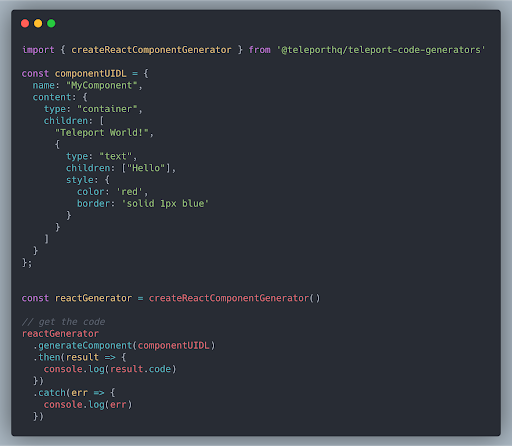 import { createReactComponentGenerator } from '@teleporthq/teleport-code-generators'
const componentUIDL = {
  name: "MyComponent",
  content: {
    type: "container",
    children: [
      "Teleport World!",
      {
        type: "text",
        children: ["Hello"],
        style: {
          color: 'red',
          border: 'solid 1px blue'
        }
      }
    ]
  }
};
const reactGenerator = createReactComponentGenerator()
// get the code
reactGenerator
  .generateComponent(componentUIDL)
  .then(result => {
    console.log(result.code)
  })
  .catch(err => {
    console.log(err)
  })